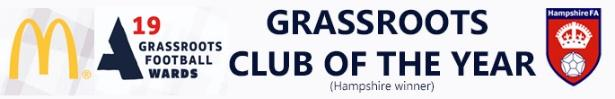 19
GRASSROOTS
FOOTBALL
WARDS
GRASSROOTS
CLUB OF THE YEAR
(Hampshire winner)
Hampshire FA